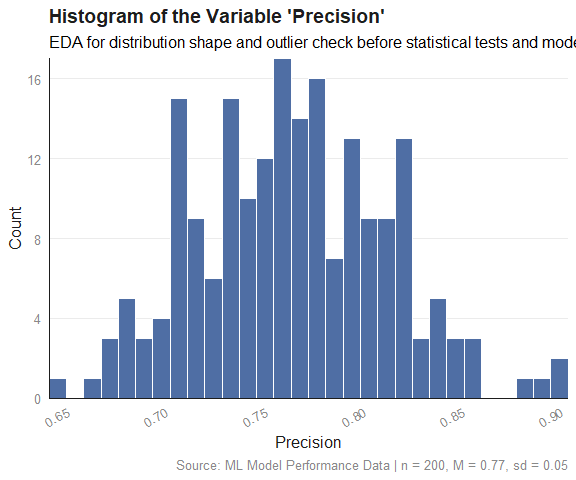 Histogram of the Variable 'Precision'
EDA for distribution shape and outlier check before statistical tests and mode
16
12
8
4
0
Count
0.65 0.70 0.75 0.80 0.85 0.90
Precision
Source: ML Model Performance Data | n = 200, M = 0.77, sd = 0.05